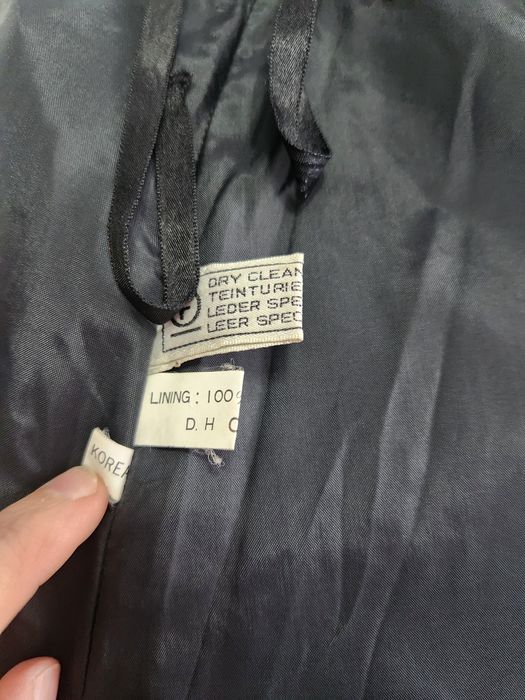 DRY CLEAN
TEINTURIE
LEDER SPE
LEER SPEC
LINING: 100
D. H
KOREA